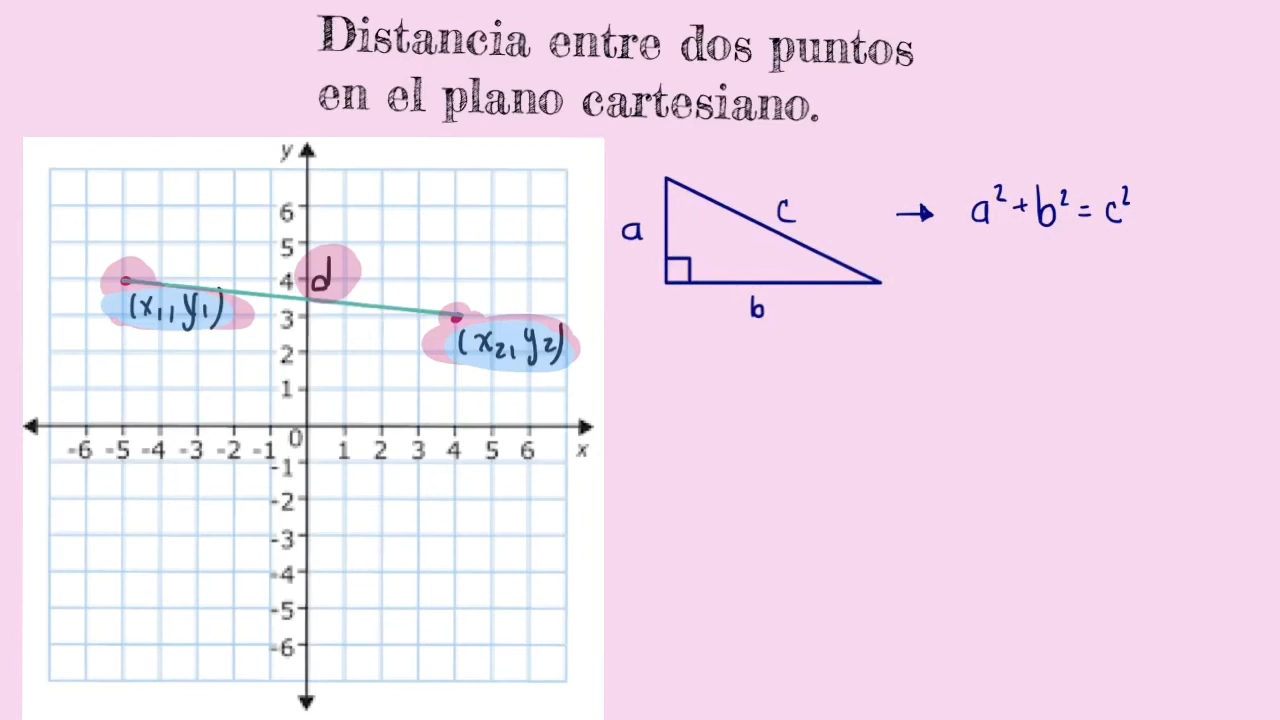 Distancia entre dos puntos
en el plano cartesiano.
y
6
5
4
3
2
1
0
-6 -5 -4 -3 -2 -1 1 2 3 4 5 6 x
-1
-2
-3
-4
-5
-6
d
(x₁, y₁)
(x₂, y₂)
a
c
b
→ a² + b² = c²